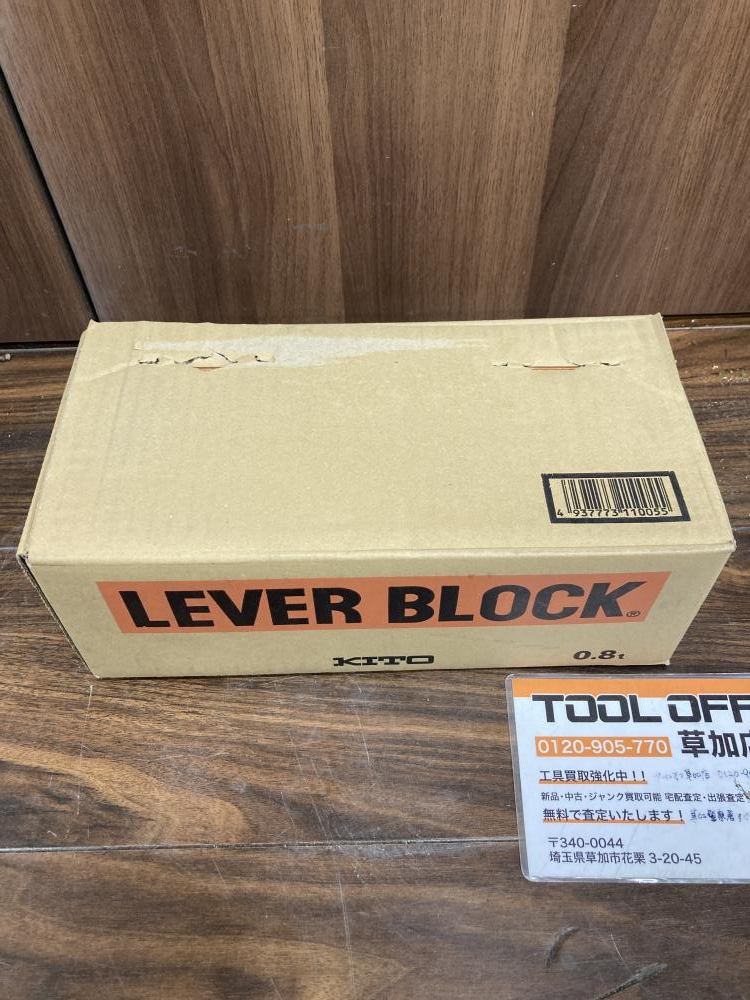 4 937773 110055
LEVER BLOCK®
KITO
0.8t
TOOL OFF
0120-905-770 草加店
工具買取強化中!!
新品・中古・ジャンク買取可能 宅配査定・出張査定
無料で査定いたします!
〒340-0044
埼玉県草加市花栗 3-20-45